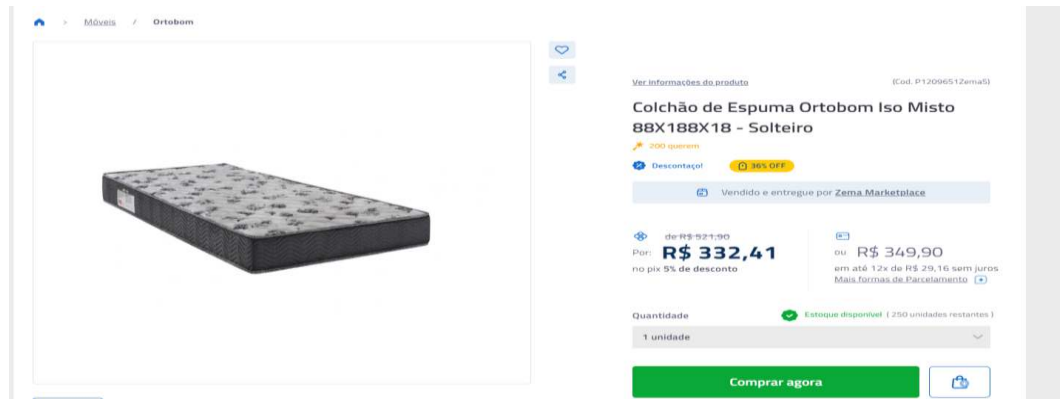 > Móveis / Ortobom
Ver informações do produto
(Cod. P1209651Zema5)
Colchão de Espuma Ortobom Iso Misto
88X188X18 - Solteiro
200 querem
Descontaço!
36% OFF
Vendido e entregue por Zema Marketplace
de R$ 521,90
Por: R$ 332,41
no pix 5% de desconto
ou R$ 349,90
em até 12x de R$ 29,16 sem juros
Mais formas de Parcelamento
Quantidade
Estoque disponível ( 250 unidades restantes )
1 unidade
Comprar agora